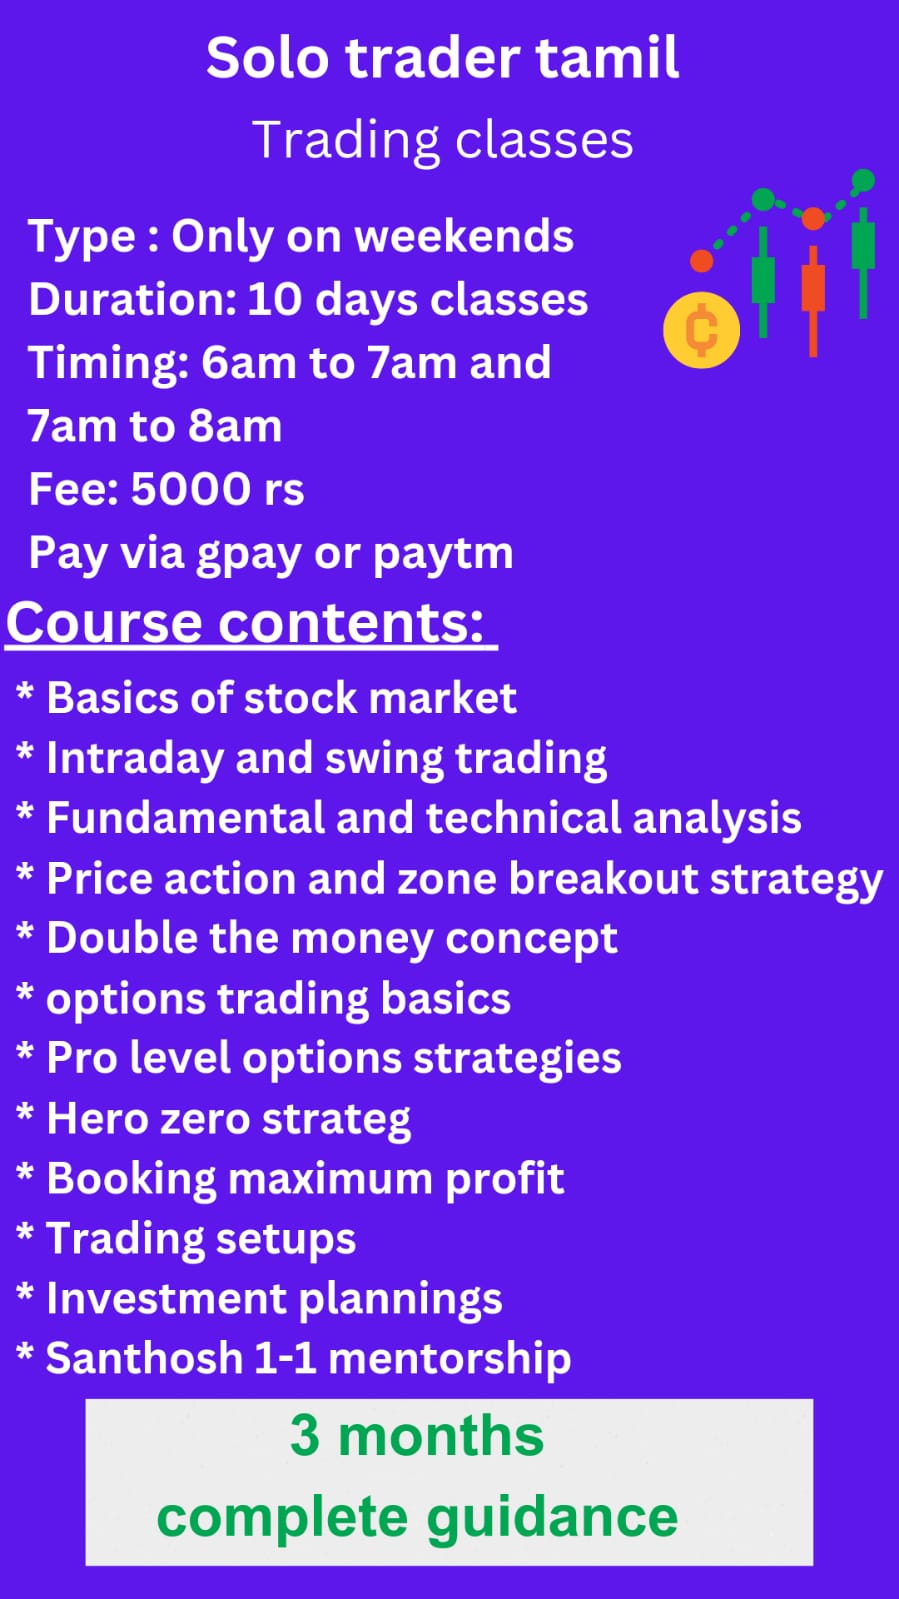 Solo trader tamil
Trading classes
Type : Only on weekends
Duration: 10 days classes
Timing: 6am to 7am and
7am to 8am
Fee: 5000 rs
Pay via gpay or paytm
Course contents:
* Basics of stock market
* Intraday and swing trading
* Fundamental and technical analysis
* Price action and zone breakout strategy
* Double the money concept
* options trading basics
* Pro level options strategies
* Hero zero strateg
* Booking maximum profit
* Trading setups
* Investment plannings
* Santhosh 1-1 mentorship
3 months
complete guidance